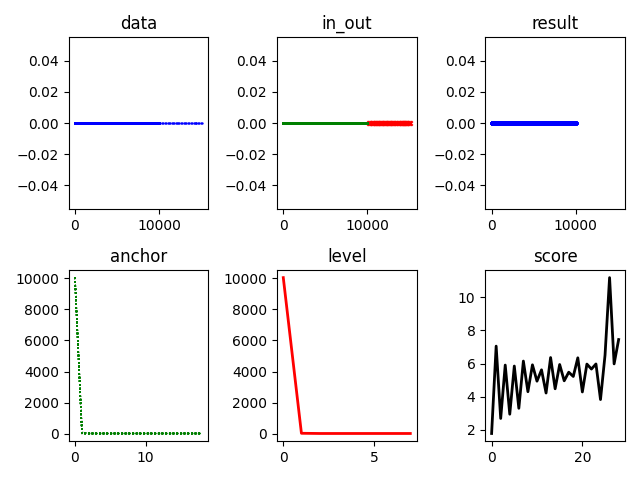 data in_out result
0.04 0.04 0.04
0.02 0.02 0.02
0.00 0.00 0.00
−0.02 −0.02 −0.02
−0.04 −0.04 −0.04
0 10000 0 10000 0 10000
anchor level score
10000 10000 10
8000 8000 8
6000 6000 6
4000 4000 4
2000 2000 2
0 0
0 10 0 5 0 20